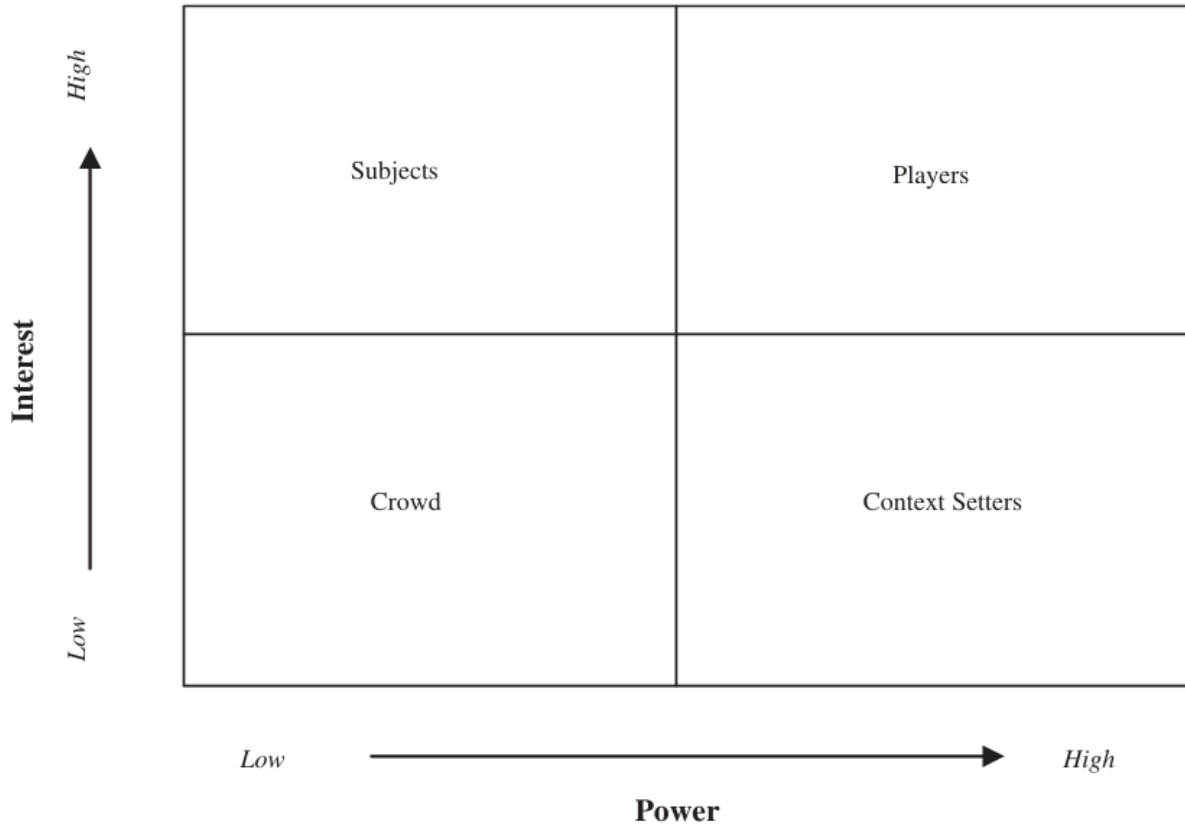 High
Subjects
Players
Interest
Crowd
Context Setters
Low
Low
High
Power